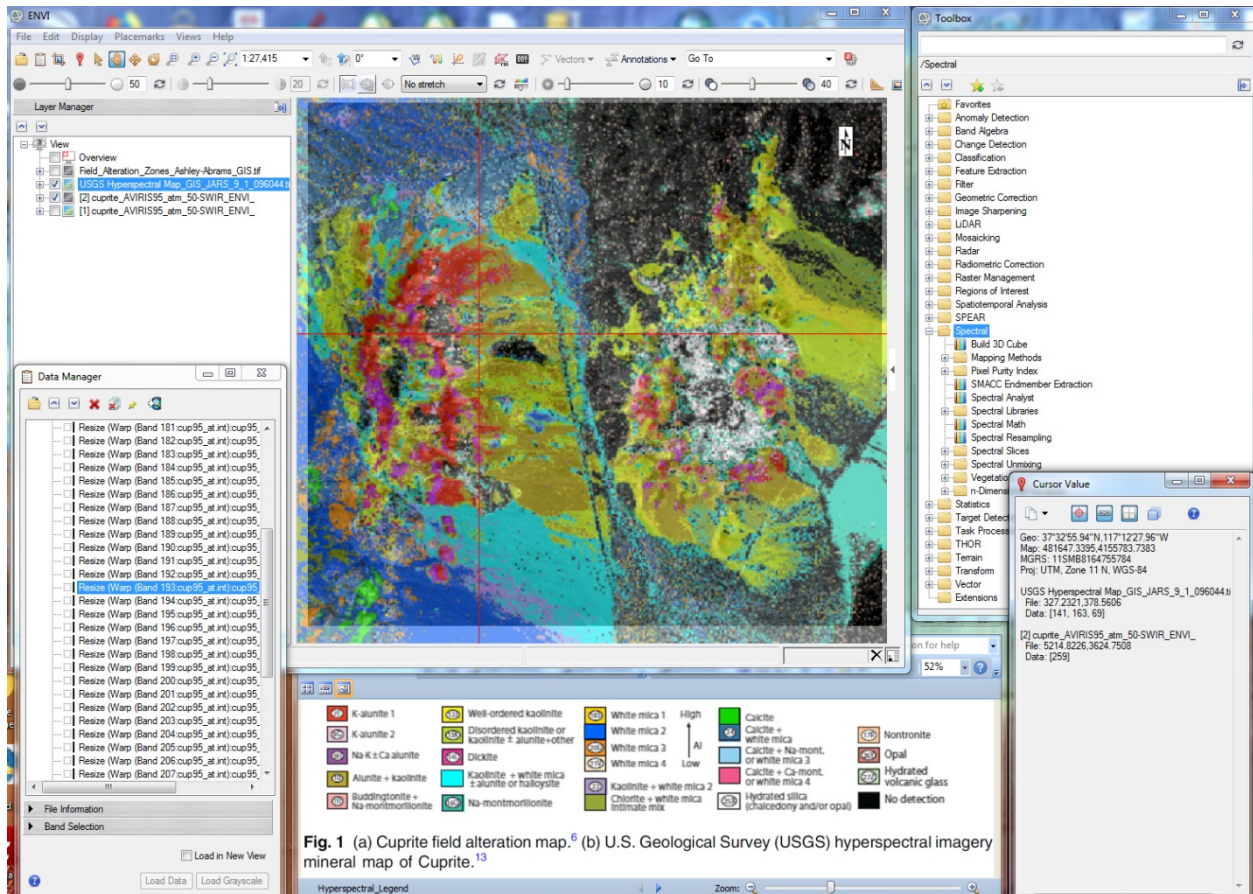 ENVI
File Edit Display Placemarks Views Help
1:27,415
0°
Vectors
Annotations
Go To
50
20
No stretch
10
40
Layer Manager
View
Overview
Field_Alteration_Zones_Ashley-Abrams_GIS.tif
USGS Hyperspectral Map_GIS_JARS_9_1_096044.ti
[2] cuprite_AVIRIS95_atm_50-SWIR_ENVI_
[1] cuprite_AVIRIS95_atm_50-SWIR_ENVI_
N
Data Manager
Resize (Warp (Band 181:cup95_at.int):cup95_
Resize (Warp (Band 182:cup95_at.int):cup95_
Resize (Warp (Band 183:cup95_at.int):cup95_
Resize (Warp (Band 184:cup95_at.int):cup95_
Resize (Warp (Band 185:cup95_at.int):cup95_
Resize (Warp (Band 186:cup95_at.int):cup95_
Resize (Warp (Band 187:cup95_at.int):cup95_
Resize (Warp (Band 188:cup95_at.int):cup95_
Resize (Warp (Band 189:cup95_at.int):cup95_
Resize (Warp (Band 190:cup95_at.int):cup95_
Resize (Warp (Band 191:cup95_at.int):cup95_
Resize (Warp (Band 192:cup95_at.int):cup95_
Resize (Warp (Band 193:cup95_at.int):cup95_
Resize (Warp (Band 194:cup95_at.int):cup95_
Resize (Warp (Band 195:cup95_at.int):cup95_
Resize (Warp (Band 196:cup95_at.int):cup95_
Resize (Warp (Band 197:cup95_at.int):cup95_
Resize (Warp (Band 198:cup95_at.int):cup95_
Resize (Warp (Band 199:cup95_at.int):cup95_
Resize (Warp (Band 200:cup95_at.int):cup95_
Resize (Warp (Band 201:cup95_at.int):cup95_
Resize (Warp (Band 202:cup95_at.int):cup95_
Resize (Warp (Band 203:cup95_at.int):cup95_
Resize (Warp (Band 204:cup95_at.int):cup95_
Resize (Warp (Band 205:cup95_at.int):cup95_
Resize (Warp (Band 206:cup95_at.int):cup95_
Resize (Warp (Band 207:cup95_at.int):cup95_
File Information
Band Selection
Load in New View
Load Data
Load Grayscale
Toolbox
/Spectral
Favorites
Anomaly Detection
Band Algebra
Change Detection
Classification
Feature Extraction
Filter
Geometric Correction
Image Sharpening
LiDAR
Mosaicking
Radar
Radiometric Correction
Raster Management
Regions of Interest
Spatiotemporal Analysis
SPEAR
Spectral
Build 3D Cube
Mapping Methods
Pixel Purity Index
SMACC Endmember Extraction
Spectral Analyst
Spectral Libraries
Spectral Math
Spectral Resampling
Spectral Slices
Spectral Unmixing
Vegetatio
n-Dimensi
Statistics
Target Detect
Task Process
THOR
Terrain
Transform
Vector
Extensions
Cursor Value
Geo: 37°32'55.94"N,117°12'27.96"W
Map: 481647.3395,4155783.7383
MGRS: 11SMB8164755784
Proj: UTM, Zone 11 N, WGS-84
USGS Hyperspectral Map_GIS_JARS_9_1_096044.ti
File: 327.2321,378.5606
Data: [141, 163, 69]
[2] cuprite_AVIRIS95_atm_50-SWIR_ENVI_
File: 5214.8226,3624.7508
Data: [259]
on for help
52%
K-alunite 1
K-alunite 2
Na-K±Ca alunite
Alunite + kaolinite
Buddingtonite +
Na-montmorillonite
Well-ordered kaolinite
Disordered kaolinite or
kaolinite ± alunite+other
Dickite
Kaolinite + white mica
±alunite or halloysite
Na-montmorillonite
White mica 1
White mica 2
White mica 3
White mica 4
High
Al
Low
Kaolinite + white mica 2
Chlorite + white mica
intimate mix
Calcite
Calcite +
white mica
Calcite + Na-mont.
or white mica 3
Calcite + Ca-mont.
or white mica 4
Hydrated silica
(chalcedony and/or opal)
Nontronite
Opal
Hydrated
volcanic glass
No detection
Fig. 1 (a) Cuprite field alteration map.6 (b) U.S. Geological Survey (USGS) hyperspectral imagery
mineral map of Cuprite.13
Hyperspectral_Legend
Zoom: